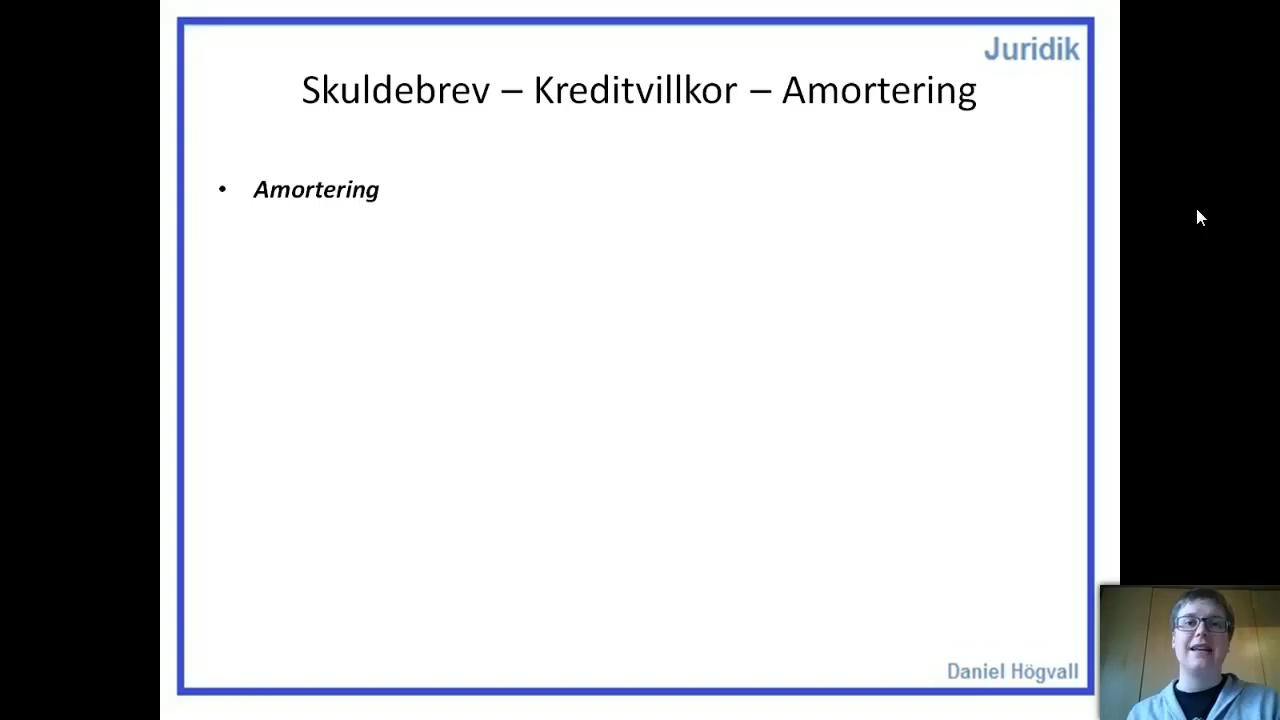 Juridik
Skuldebrev – Kreditvillkor – Amortering
• Amortering
Daniel Högvall